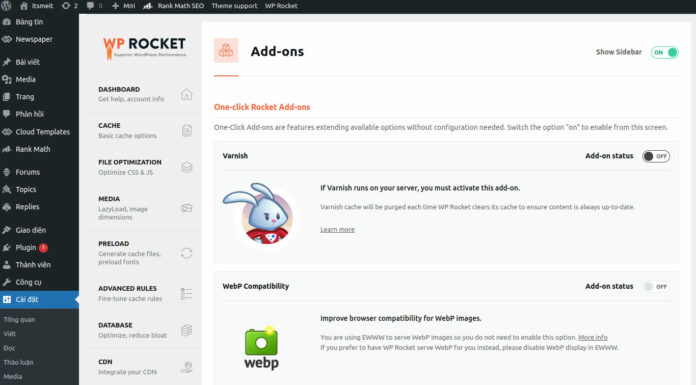 Itsmeit 2 0 + Mới Rank Math SEO Theme support WP Rocket
Bảng tin
Newspaper
Bài viết
Media
Trang
Phản hồi
Cloud Templates
Rank Math
Forums
Topics
Replies
Giao diện
Plugin 1
Thành viên
Công cụ
Cài đặt
Tổng quan
Viết
Đọc
Thảo luận
Media
WP ROCKET
Superior WordPress Performance
DASHBOARD
Get help, account info
CACHE
Basic cache options
FILE OPTIMIZATION
Optimize CSS & JS
MEDIA
LazyLoad, image
dimensions
PRELOAD
Generate cache files,
preload fonts
ADVANCED RULES
Fine-tune cache rules
DATABASE
Optimize, reduce bloat
CDN
Integrate your CDN
Add-ons
Show Sidebar ON
One-click Rocket Add-ons
One-Click Add-ons are features extending available options without configuration needed. Switch the option "on" to enable from this screen.
Varnish Add-on status OFF
If Varnish runs on your server, you must activate this add-on.
Varnish cache will be purged each time WP Rocket clears its cache to ensure content is always up-to-date.
Learn more
WebP Compatibility Add-on status OFF
Improve browser compatibility for WebP images.
You are using EWWW to serve WebP images so you do not need to enable this option. More info
If you prefer to have WP Rocket serve WebP for you instead, please disable WebP display in EWWW.
webp